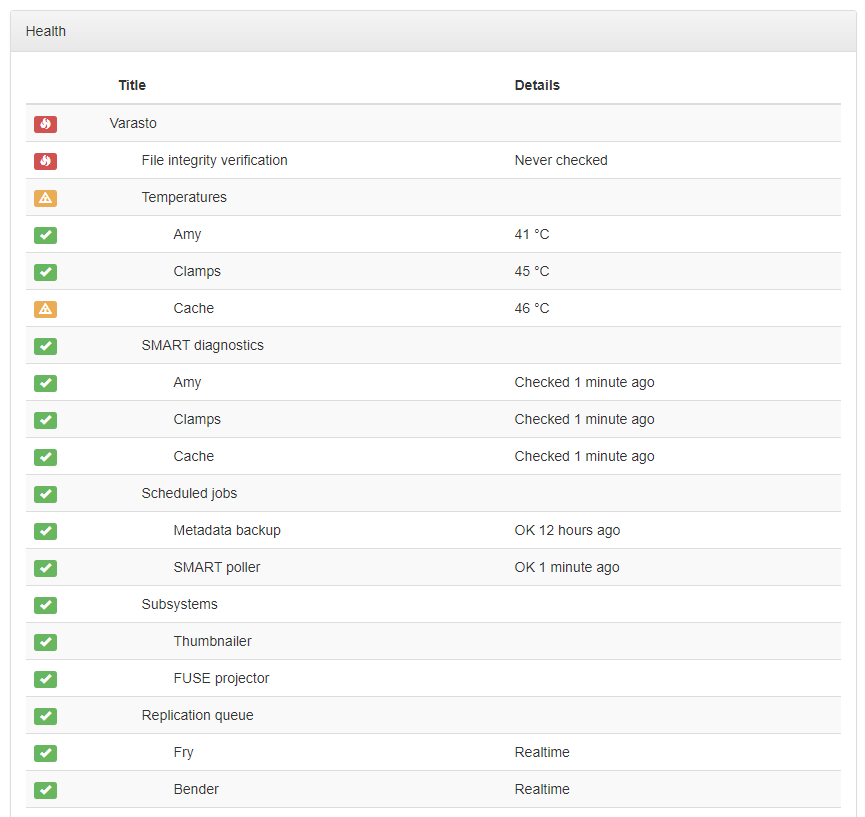 Health
Title Details
Varasto
File integrity verification Never checked
Temperatures
Amy 41 °C
Clamps 45 °C
Cache 46 °C
SMART diagnostics
Amy Checked 1 minute ago
Clamps Checked 1 minute ago
Cache Checked 1 minute ago
Scheduled jobs
Metadata backup OK 12 hours ago
SMART poller OK 1 minute ago
Subsystems
Thumbnailer
FUSE projector
Replication queue
Fry Realtime
Bender Realtime